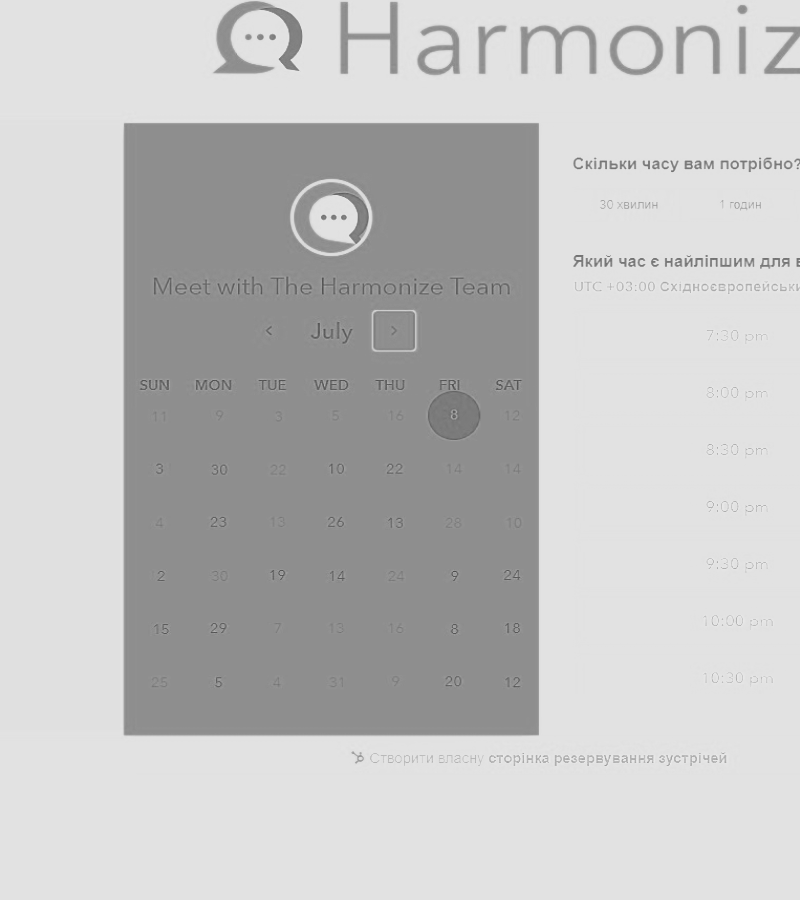 Harmoniz
Meet with The Harmonize Team
July
SUN MON TUE WED THU FRI SAT
11 9 3 5 16 8 12
3 30 22 10 22 14 14
4 23 13 26 13 28 10
2 30 19 14 24 9 24
15 29 7 13 16 8 18
25 5 4 31 9 20 12
Скільки часу вам потрібно?
30 хвилин 1 годин
Який час є найліпшим для в
UTC +03:00 Східноєвропейськи
7:30 pm
8:00 pm
8:30 pm
9:00 pm
9:30 pm
10:00 pm
10:30 pm
Створити власну сторінка резервування зустрічей